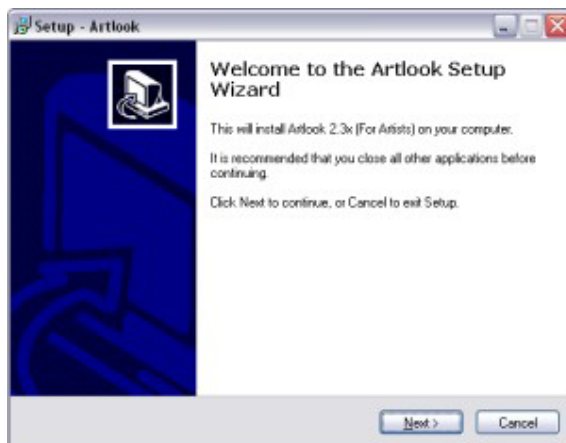 Setup - Artlook
Welcome to the Artlook Setup
Wizard
This will install Artlook 2.3x (For Artists) on your computer.
It is recommended that you close all other applications before
continuing.
Click Next to continue, or Cancel to exit Setup.
Next >
Cancel